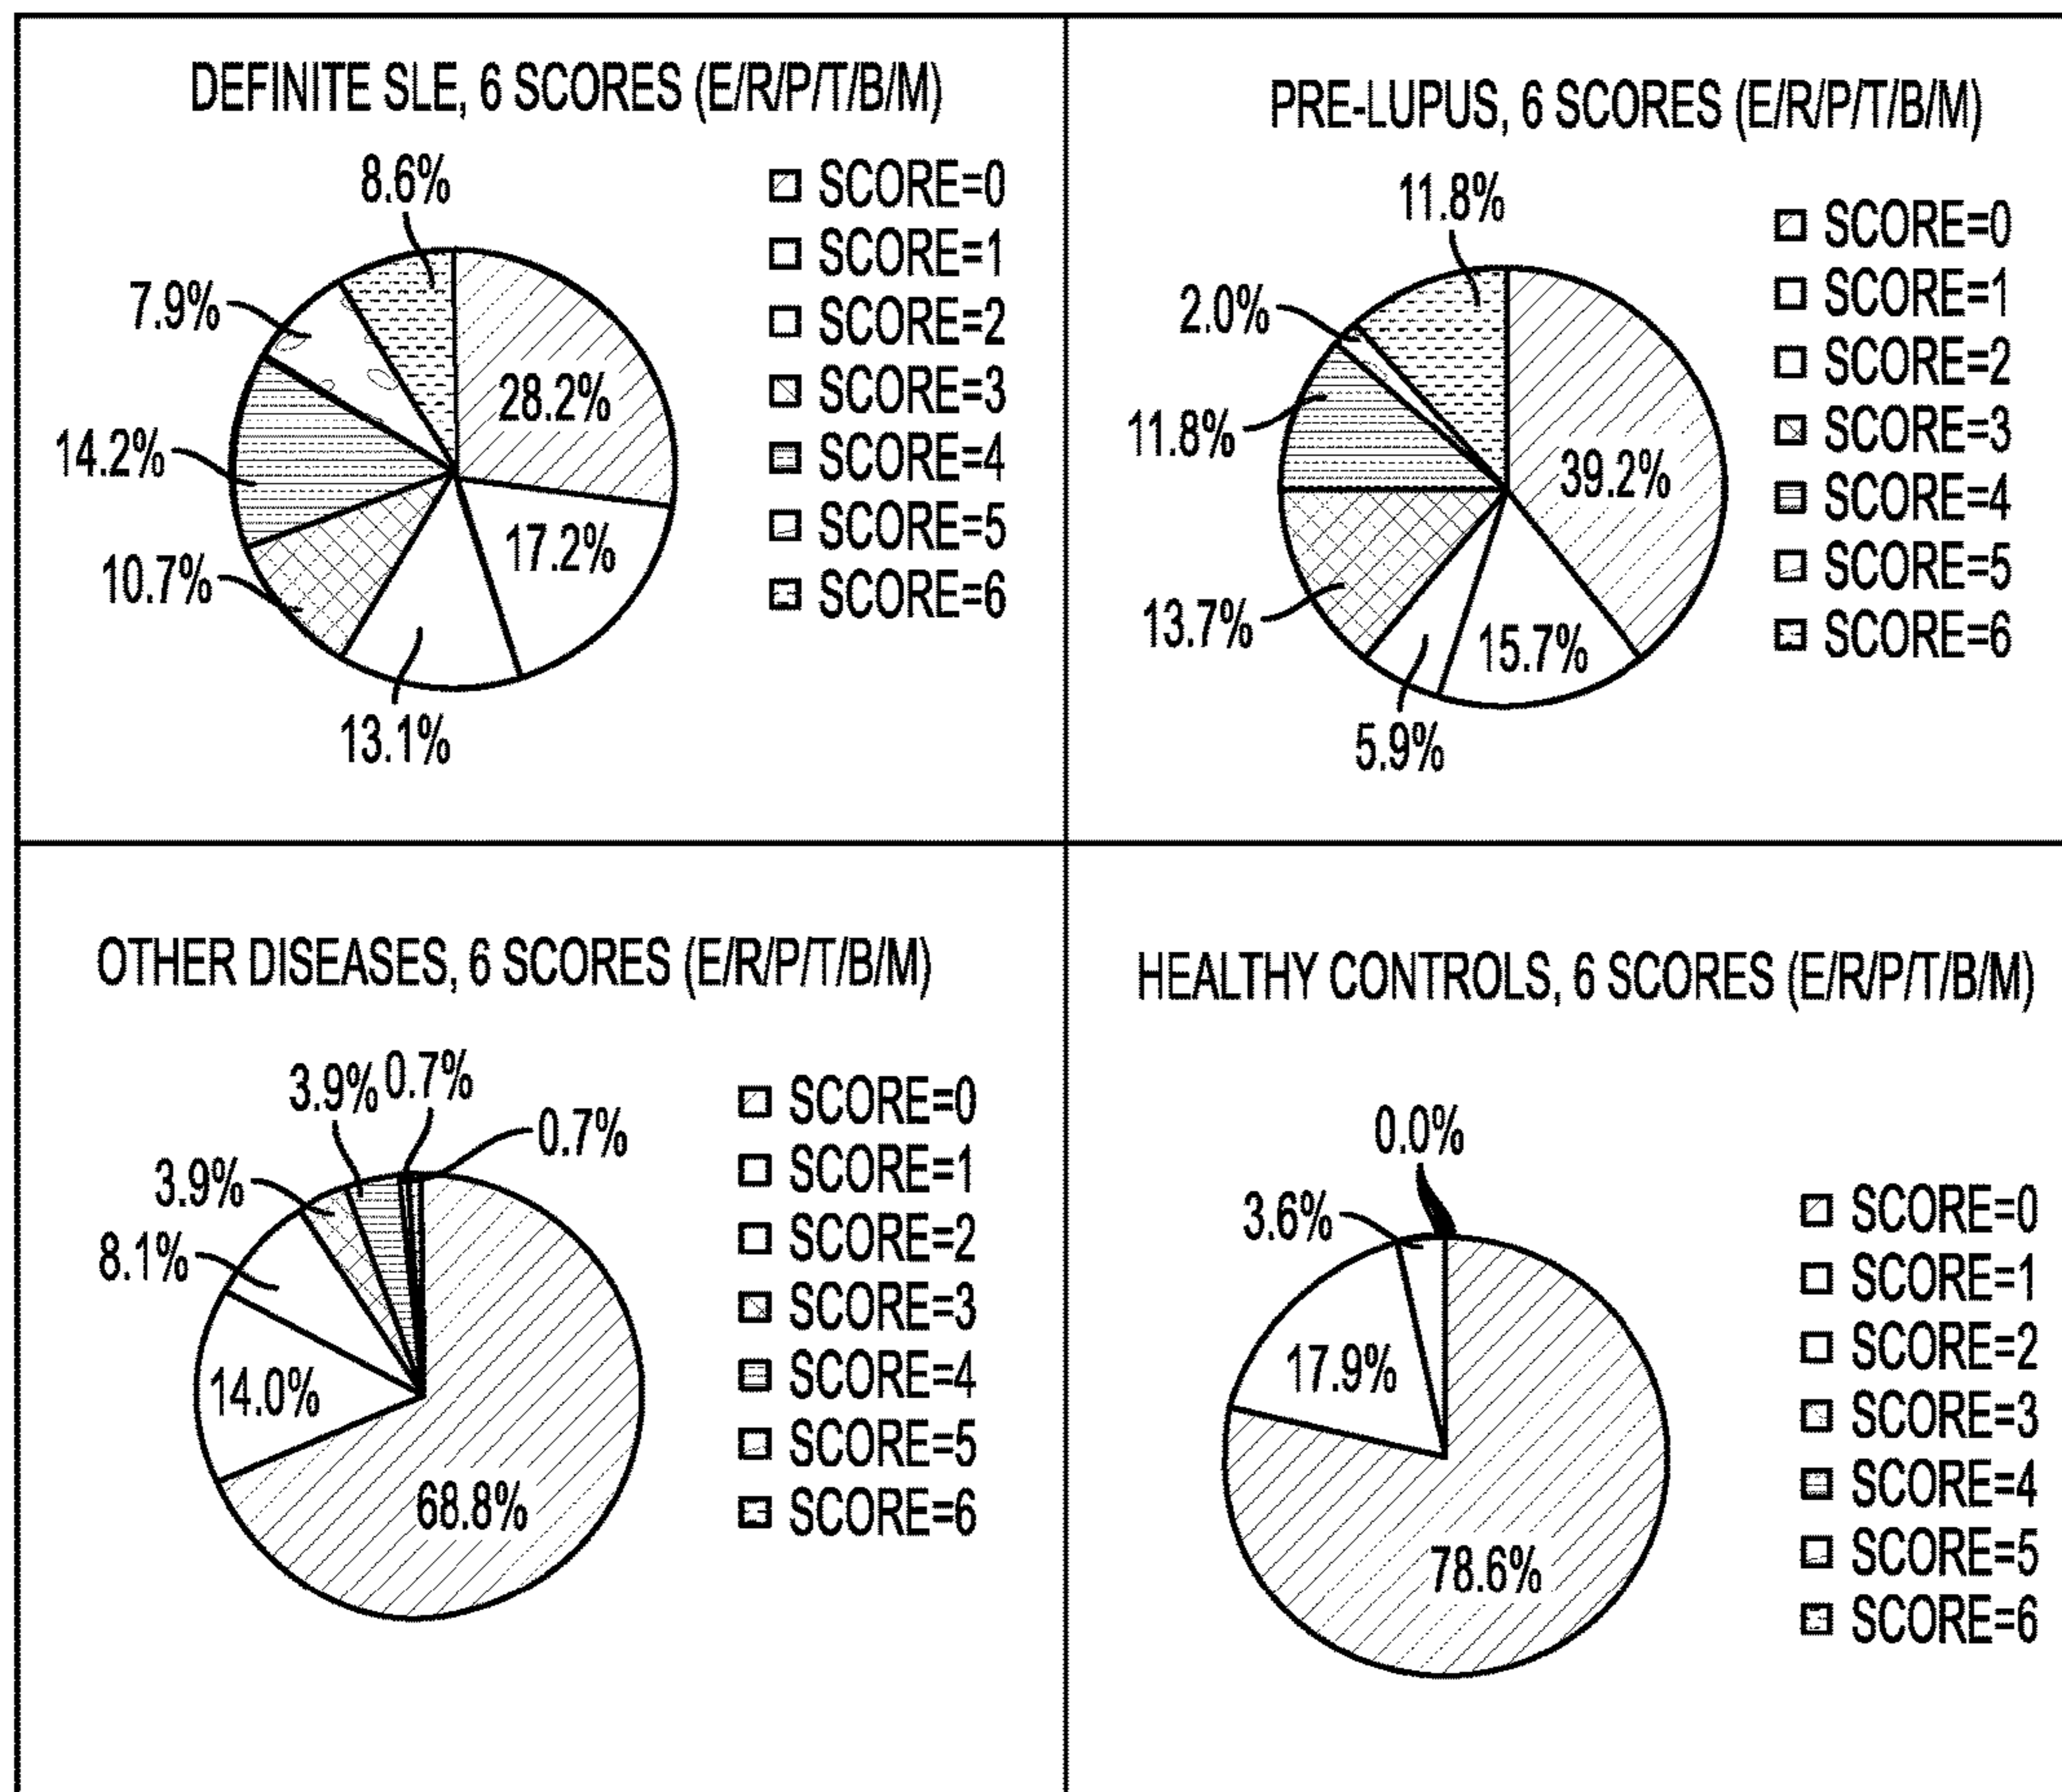 DEFINITE SLE, 6 SCORES (E/R/P/T/B/M)
8.6%
7.9%
28.2%
14.2%
17.2%
10.7%
13.1%
SCORE=0
SCORE=1
SCORE=2
SCORE=3
SCORE=4
SCORE=5
SCORE=6
PRE-LUPUS, 6 SCORES (E/R/P/T/B/M)
11.8%
2.0%
11.8%
39.2%
13.7%
15.7%
5.9%
SCORE=0
SCORE=1
SCORE=2
SCORE=3
SCORE=4
SCORE=5
SCORE=6
OTHER DISEASES, 6 SCORES (E/R/P/T/B/M)
3.9% 0.7%
0.7%
3.9%
8.1%
14.0%
68.8%
SCORE=0
SCORE=1
SCORE=2
SCORE=3
SCORE=4
SCORE=5
SCORE=6
HEALTHY CONTROLS, 6 SCORES (E/R/P/T/B/M)
0.0%
3.6%
17.9%
78.6%
SCORE=0
SCORE=1
SCORE=2
SCORE=3
SCORE=4
SCORE=5
SCORE=6